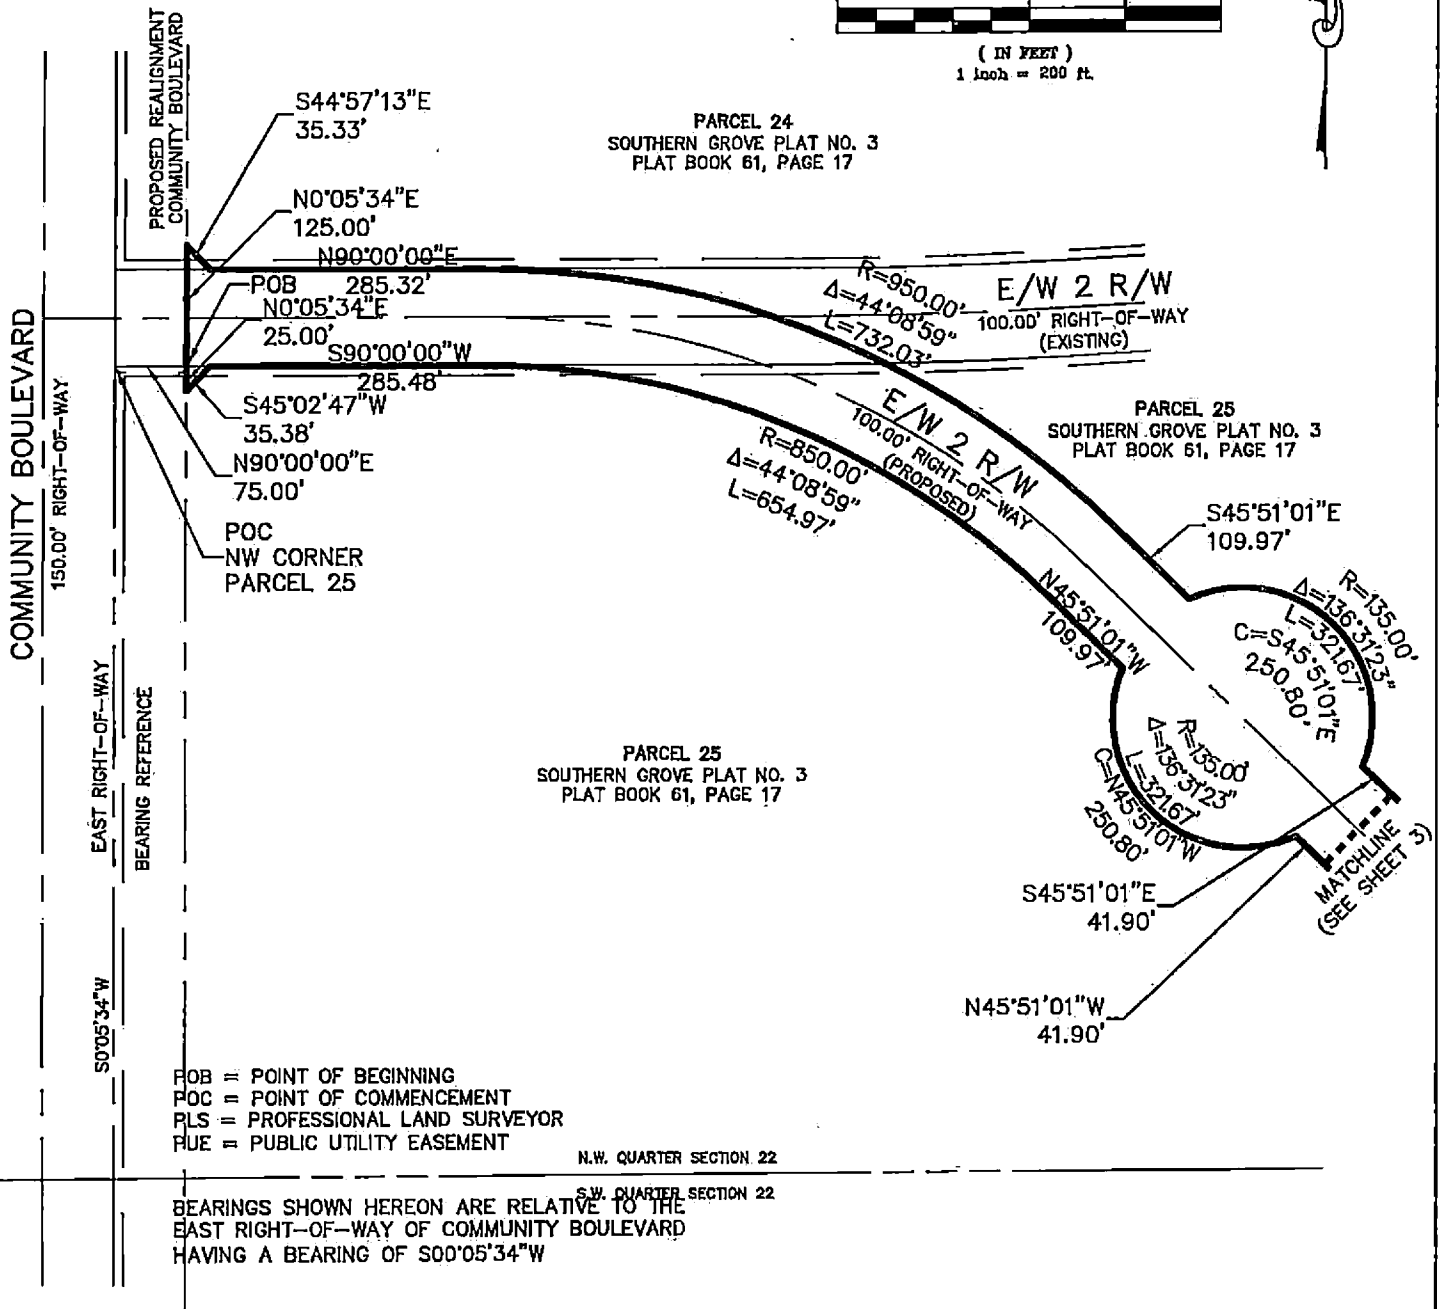 ( IN FEET )
1 inch = 200 ft.
PROPOSED REALIGNMENT
COMMUNITY BOULEVARD
S44°57'13"E
35.33'
PARCEL 24
SOUTHERN GROVE PLAT NO. 3
PLAT BOOK 61, PAGE 17
N0°05'34"E
125.00'
N90°00'00"E
285.32'
POB
N0°05'34"E
25.00'
S90°00'00"W
285.48'
S45°02'47"W
35.38'
N90°00'00"E
75.00'
POC
NW CORNER
PARCEL 25
COMMUNITY BOULEVARD
150.00' RIGHT-OF-WAY
R=950.00'
Δ=44°08'59"
L=732.03'
E/W 2 R/W
100.00' RIGHT-OF-WAY
(EXISTING)
E/W 2 R/W
100.00' RIGHT-OF-WAY
(PROPOSED)
R=850.00'
Δ=44°08'59"
L=654.97'
PARCEL 25
SOUTHERN GROVE PLAT NO. 3
PLAT BOOK 61, PAGE 17
S45°51'01"E
109.97'
N45°51'01"W
109.97'
R=135.00'
Δ=136°31'23"
L=321.67'
C=S45°51'01"E
250.80'
R=135.00'
Δ=136°31'23"
L=321.67'
C=N45°51'01"W
250.80'
PARCEL 25
SOUTHERN GROVE PLAT NO. 3
PLAT BOOK 61, PAGE 17
EAST RIGHT-OF-WAY
BEARING REFERENCE
S0°05'34"W
MATCHLINE
(SEE SHEET 3)
S45°51'01"E
41.90'
N45°51'01"W
41.90'
POB = POINT OF BEGINNING
POC = POINT OF COMMENCEMENT
PLS = PROFESSIONAL LAND SURVEYOR
PUE = PUBLIC UTILITY EASEMENT
N.W. QUARTER SECTION 22
S.W. QUARTER SECTION 22
BEARINGS SHOWN HEREON ARE RELATIVE TO THE
EAST RIGHT-OF-WAY OF COMMUNITY BOULEVARD
HAVING A BEARING OF S00°05'34"W